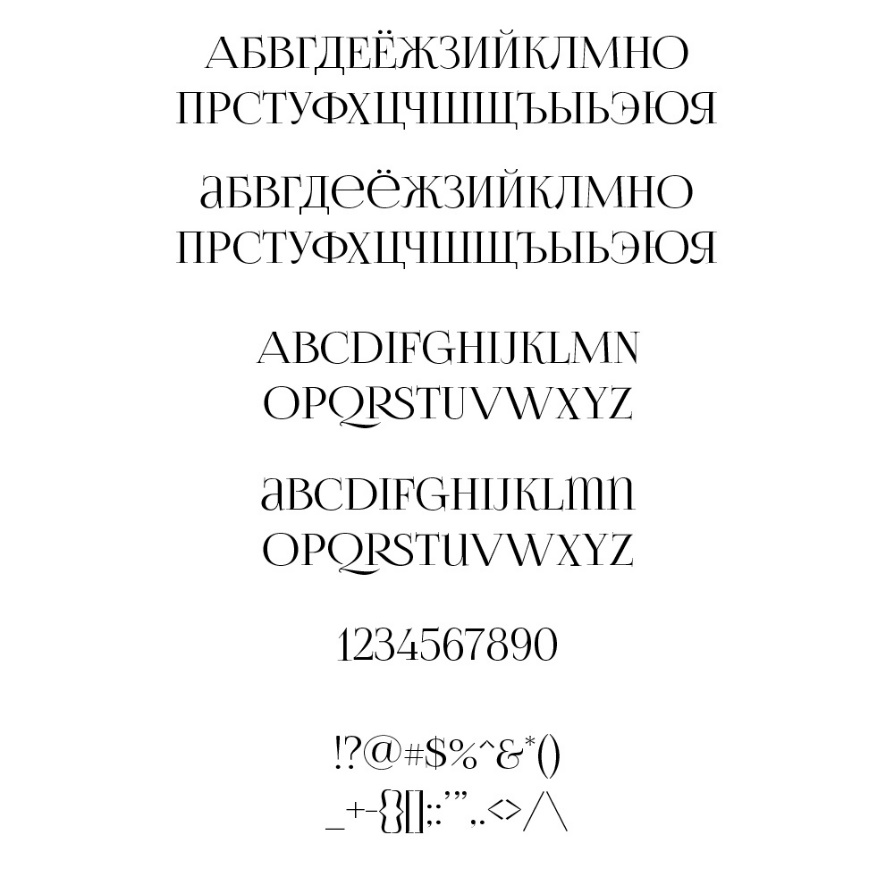 АБВГДЕЁЖЗИЙКЛМНО
ПРСТУФХЦЧШЩЪЫЬЭЮЯ
аБВГДеёЖЗИЙКЛМНО
ПРСТУФХЦЧШЩЪЫЬЭЮЯ
ABCDIFGHIJKLMN
OPQRSTUVWXYZ
aBCDIFGHIJKLmn
OPQRSTUVWXYZ
1234567890
!?@#$%^&*()
_+-{}[];:'",.<>/\